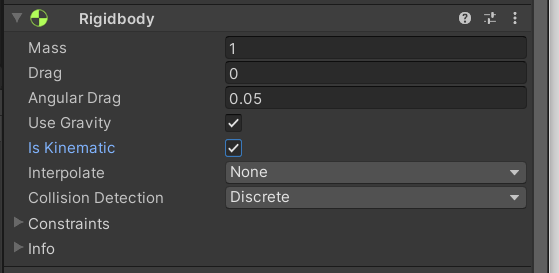 Rigidbody
Mass 1
Drag 0
Angular Drag 0.05
Use Gravity
Is Kinematic
Interpolate None
Collision Detection Discrete
Constraints
Info